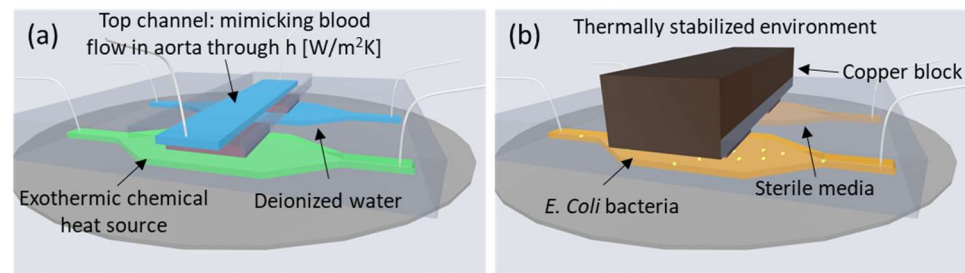 (a)
Top channel: mimicking blood
flow in aorta through h [W/m²K]
Exothermic chemical
heat source
Deionized water
(b)
Thermally stabilized environment
Copper block
Sterile media
E. Coli bacteria